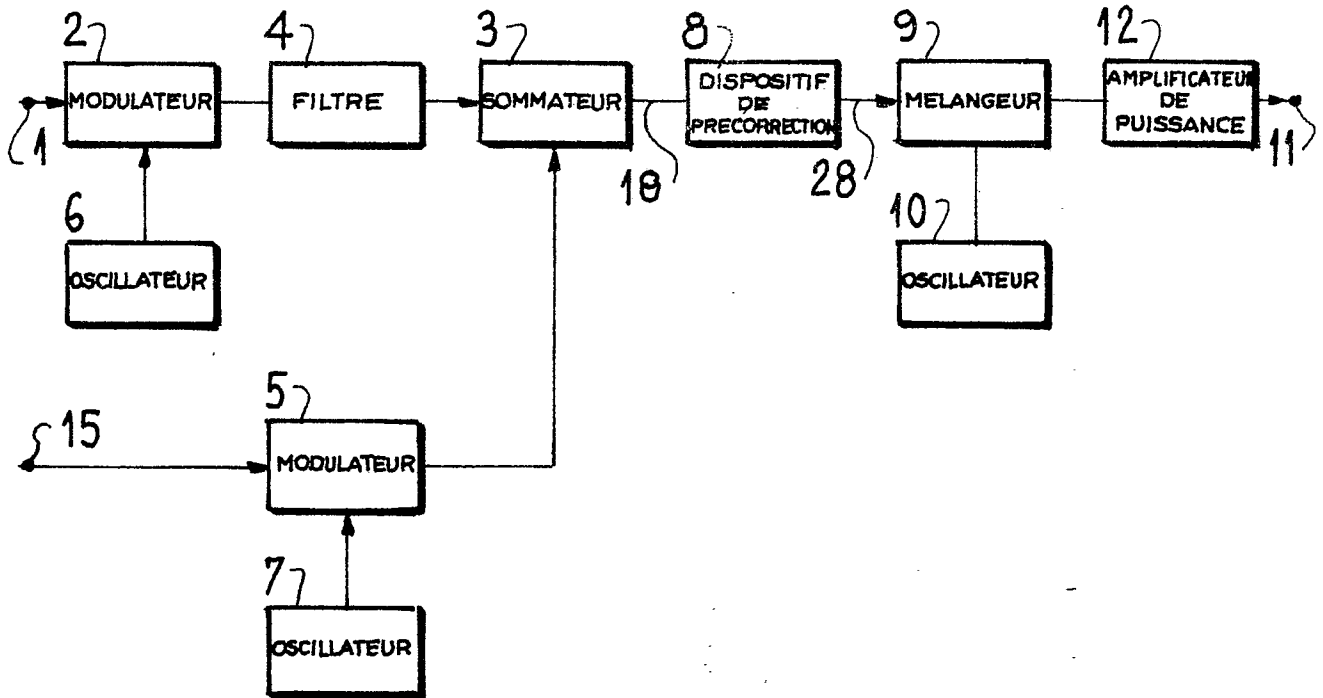 2
4
3
8
9
12
MODULATEUR
FILTRE
SOMMATEUR
DISPOSITIF
DE
PRECORRECTION
MELANGEUR
AMPLIFICATEUR
DE
PUISSANCE
1
18
28
11
6
10
OSCILLATEUR
OSCILLATEUR
5
15
MODULATEUR
7
OSCILLATEUR